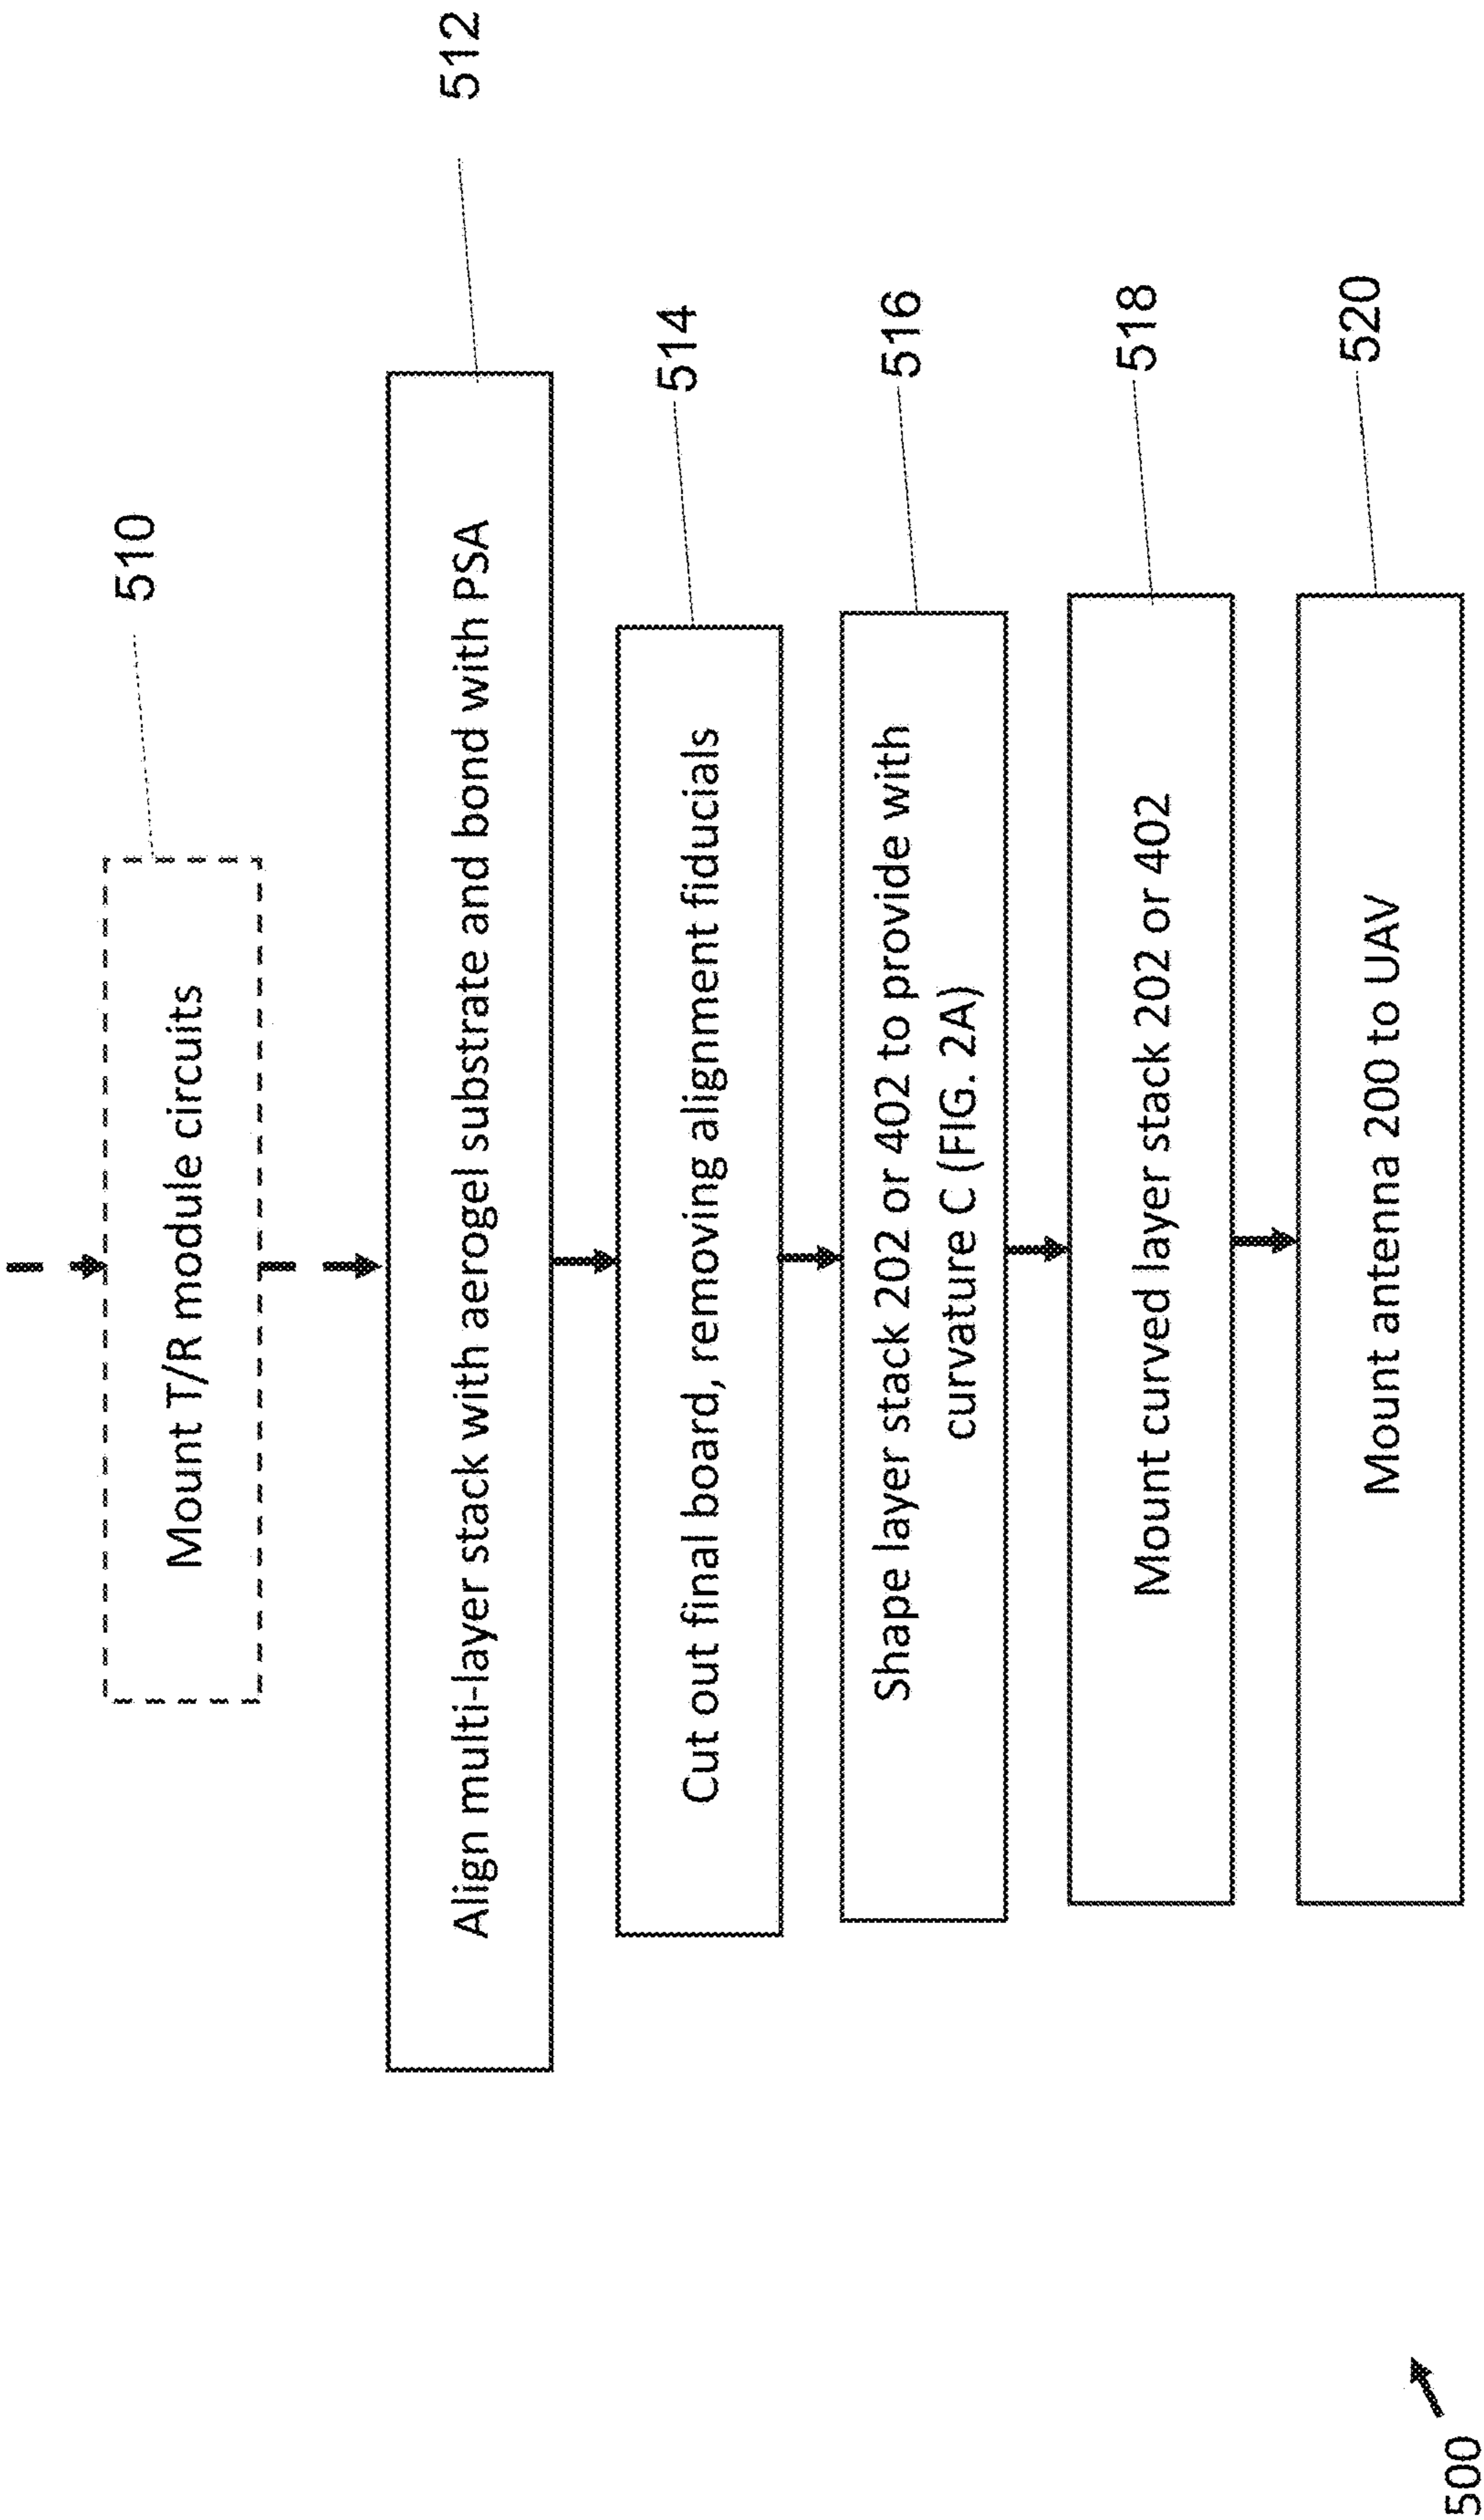 510
Mount T/R module circuits
512
Align multi-layer stack with aerogel substrate and bond with PSA
514
Cut out final board, removing alignment fiducials
516
Shape layer stack 202 or 402 to provide with
curvature C (FIG. 2A)
518
Mount curved layer stack 202 or 402
520
Mount antenna 200 to UAV
500